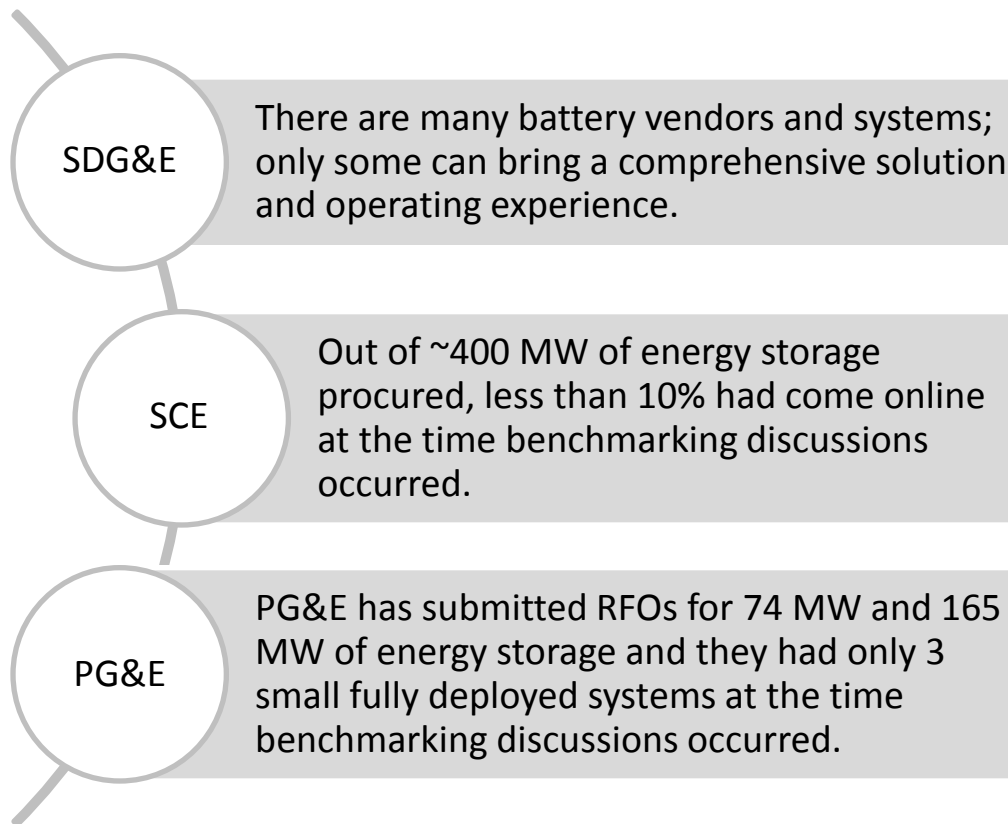 SDG&E
There are many battery vendors and systems;
only some can bring a comprehensive solution
and operating experience.
SCE
Out of ~400 MW of energy storage
procured, less than 10% had come online
at the time benchmarking discussions
occurred.
PG&E
PG&E has submitted RFOs for 74 MW and 165
MW of energy storage and they had only 3
small fully deployed systems at the time
benchmarking discussions occurred.